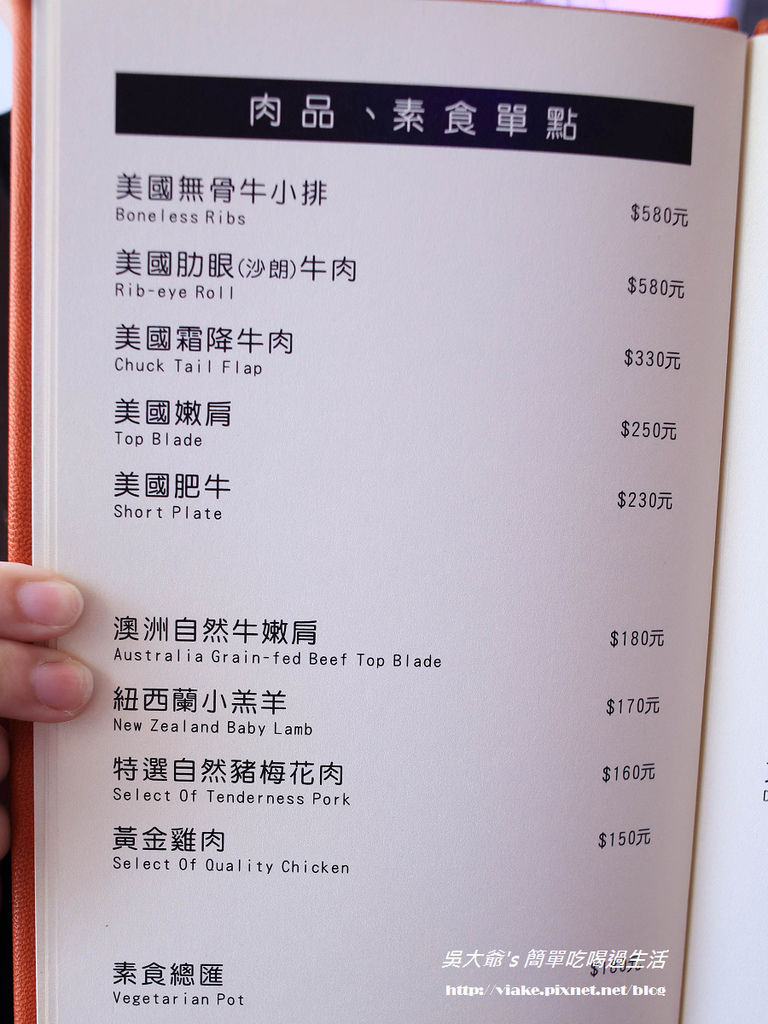 肉品、素食單點
美國無骨牛小排
Boneless Ribs
$580元
美國肋眼(沙朗)牛肉
Rib-eye Roll
$580元
美國霜降牛肉
Chuck Tail Flap
$330元
美國嫩肩
Top Blade
$250元
美國肥牛
Short Plate
$230元
澳洲自然牛嫩肩
Australia Grain-fed Beef Top Blade
$180元
紐西蘭小羔羊
New Zealand Baby Lamb
$170元
特選自然豬梅花肉
Select Of Tenderness Pork
$160元
黃金雞肉
Select Of Quality Chicken
$150元
素食總匯
Vegetarian Pot
吳大爺's 簡單吃喝過生活
http://viake.pixnet.net/blog